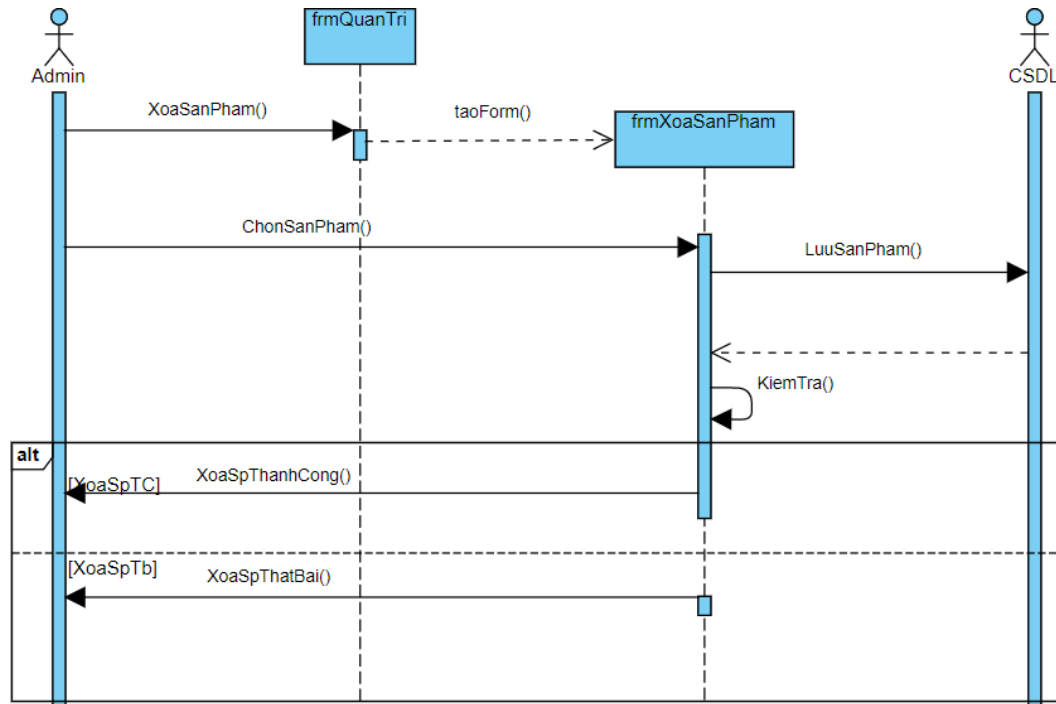 frmQuanTri
Admin
CSDL
XoaSanPham()
taoForm()
frmXoaSanPham
ChonSanPham()
LuuSanPham()
KiemTra()
alt
XoaSpThanhCong()
[XoaSpTC]
[XoaSpTb]
XoaSpThatBai()